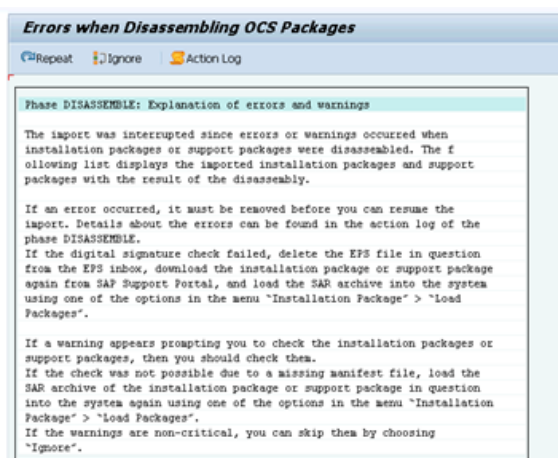 Errors when Disassembling OCS Packages
Repeat Ignore Action Log
Phase DISASSEMBLE: Explanation of errors and warnings
The import was interrupted since errors or warnings occurred when
installation packages or support packages were disassembled. The f
ollowing list displays the imported installation packages and support
packages with the result of the disassembly.
If an error occurred, it must be removed before you can resume the
import. Details about the errors can be found in the action log of the
phase DISASSEMBLE.
If the digital signature check failed, delete the EPS file in question
from the EPS inbox, download the installation package or support package
again from SAP Support Portal, and load the SAR archive into the system
using one of the options in the menu "Installation Package" > "Load
Packages".
If a warning appears prompting you to check the installation packages or
support packages, then you should check them.
If the check was not possible due to a missing manifest file, load the
SAR archive of the installation package or support package in question
into the system again using one of the options in the menu "Installation
Package" > "Load Packages".
If the warnings are non-critical, you can skip them by choosing
"Ignore".